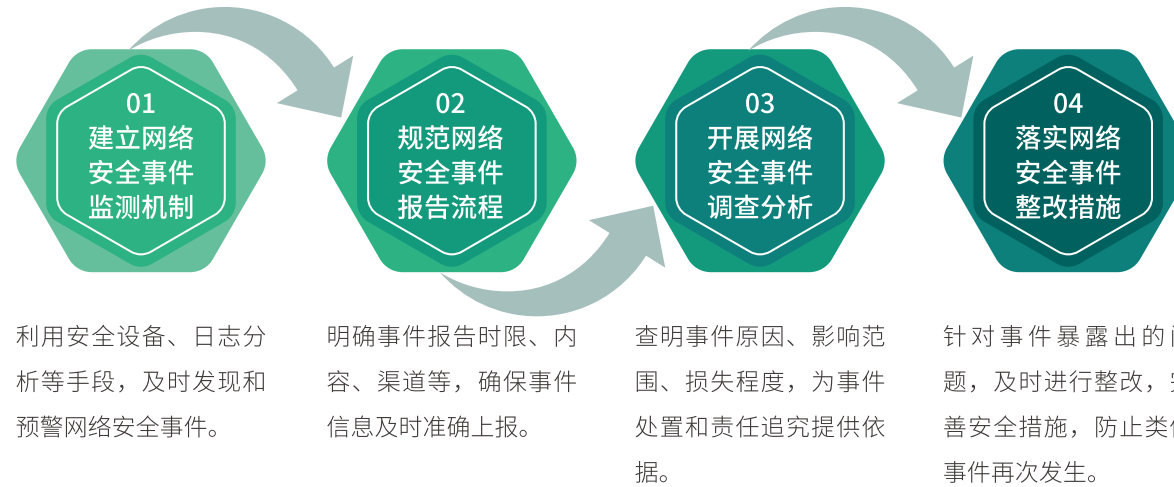 01
建立网络
安全事件
监测机制
02
规范网络
安全事件
报告流程
03
开展网络
安全事件
调查分析
04
落实网络
安全事件
整改措施
利用安全设备、日志分
析等手段，及时发现和
预警网络安全事件。
明确事件报告时限、内
容、渠道等，确保事件
信息及时准确上报。
查明事件原因、影响范
围、损失程度，为事件
处置和责任追究提供依
据。
针对事件暴露出的
题，及时进行整改，
善安全措施，防止类
事件再次发生。